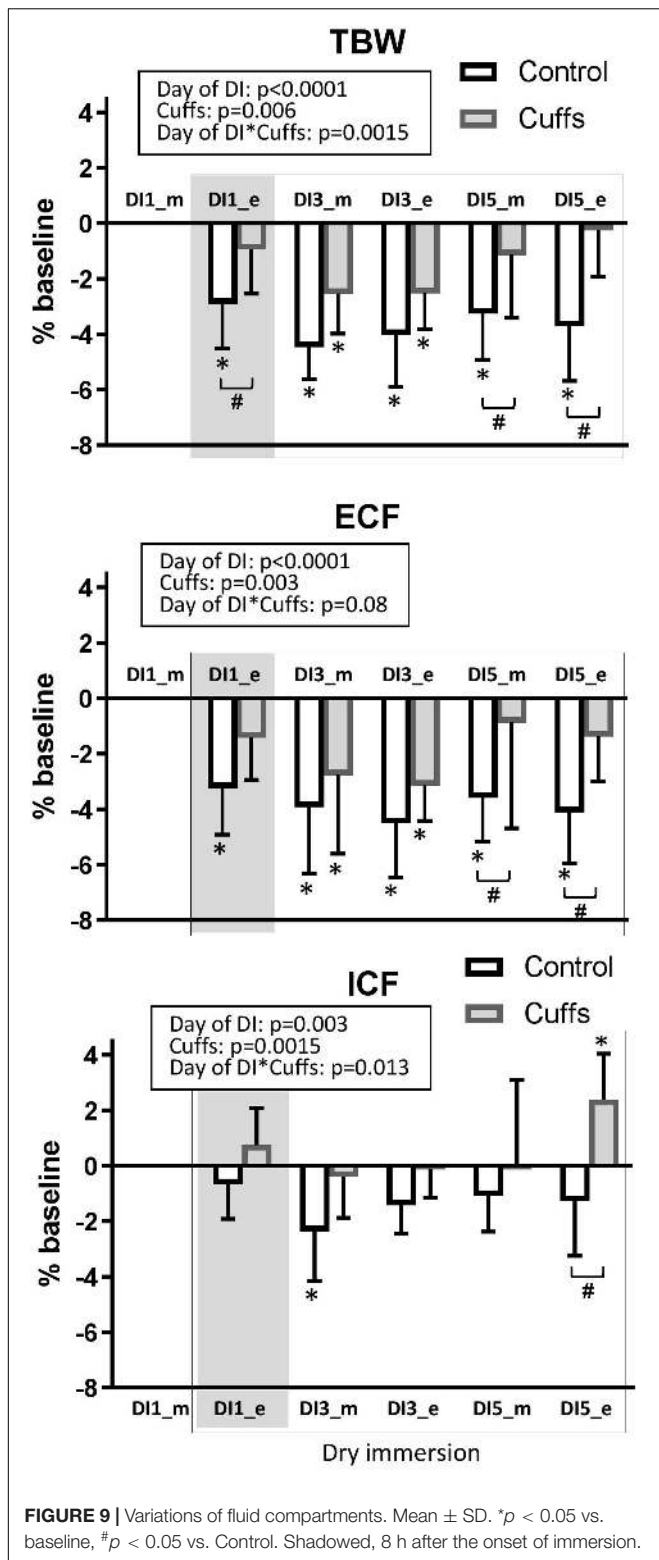 TBW
Day of DI: p<0.0001
Cuffs: p=0.006
Day of DI*Cuffs: p=0.0015
Control
Cuffs
4
2
0
-2
-4
-6
-8
% baseline
DI1_m DI1_e DI3_m DI3_e DI5_m DI5_e
* * * * * * *
# # #
ECF
Day of DI: p<0.0001
Cuffs: p=0.003
Day of DI*Cuffs: p=0.08
4
2
0
-2
-4
-6
-8
% baseline
DI1_m DI1_e DI3_m DI3_e DI5_m DI5_e
* * * * * * *
# #
ICF
Control
Cuffs
Day of DI: p=0.003
Cuffs: p=0.0015
Day of DI*Cuffs: p=0.013
4
2
0
-2
-4
-6
-8
% baseline
*
*
#
DI1_m DI1_e DI3_m DI3_e DI5_m DI5_e
Dry immersion
FIGURE 9 | Variations of fluid compartments. Mean ± SD. *p < 0.05 vs.
baseline, #p < 0.05 vs. Control. Shadowed, 8 h after the onset of immersion.